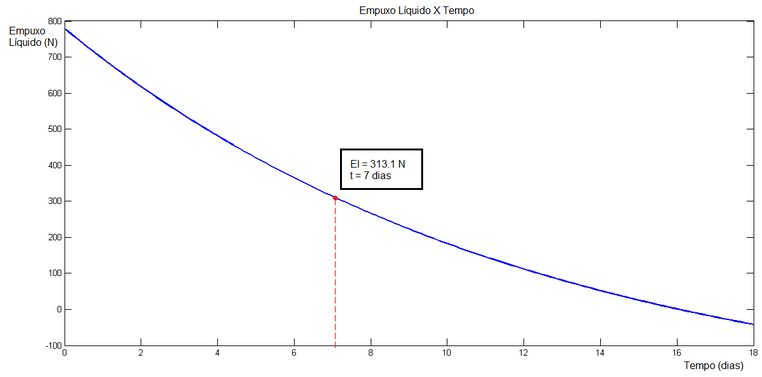 Empuxo Líquido X Tempo
Empuxo
Líquido (N)
800
700
600
500
400
300
200
100
0
-100
El = 313.1 N
t = 7 dias
0 2 4 6 8 10 12 14 16 18
Tempo (dias)